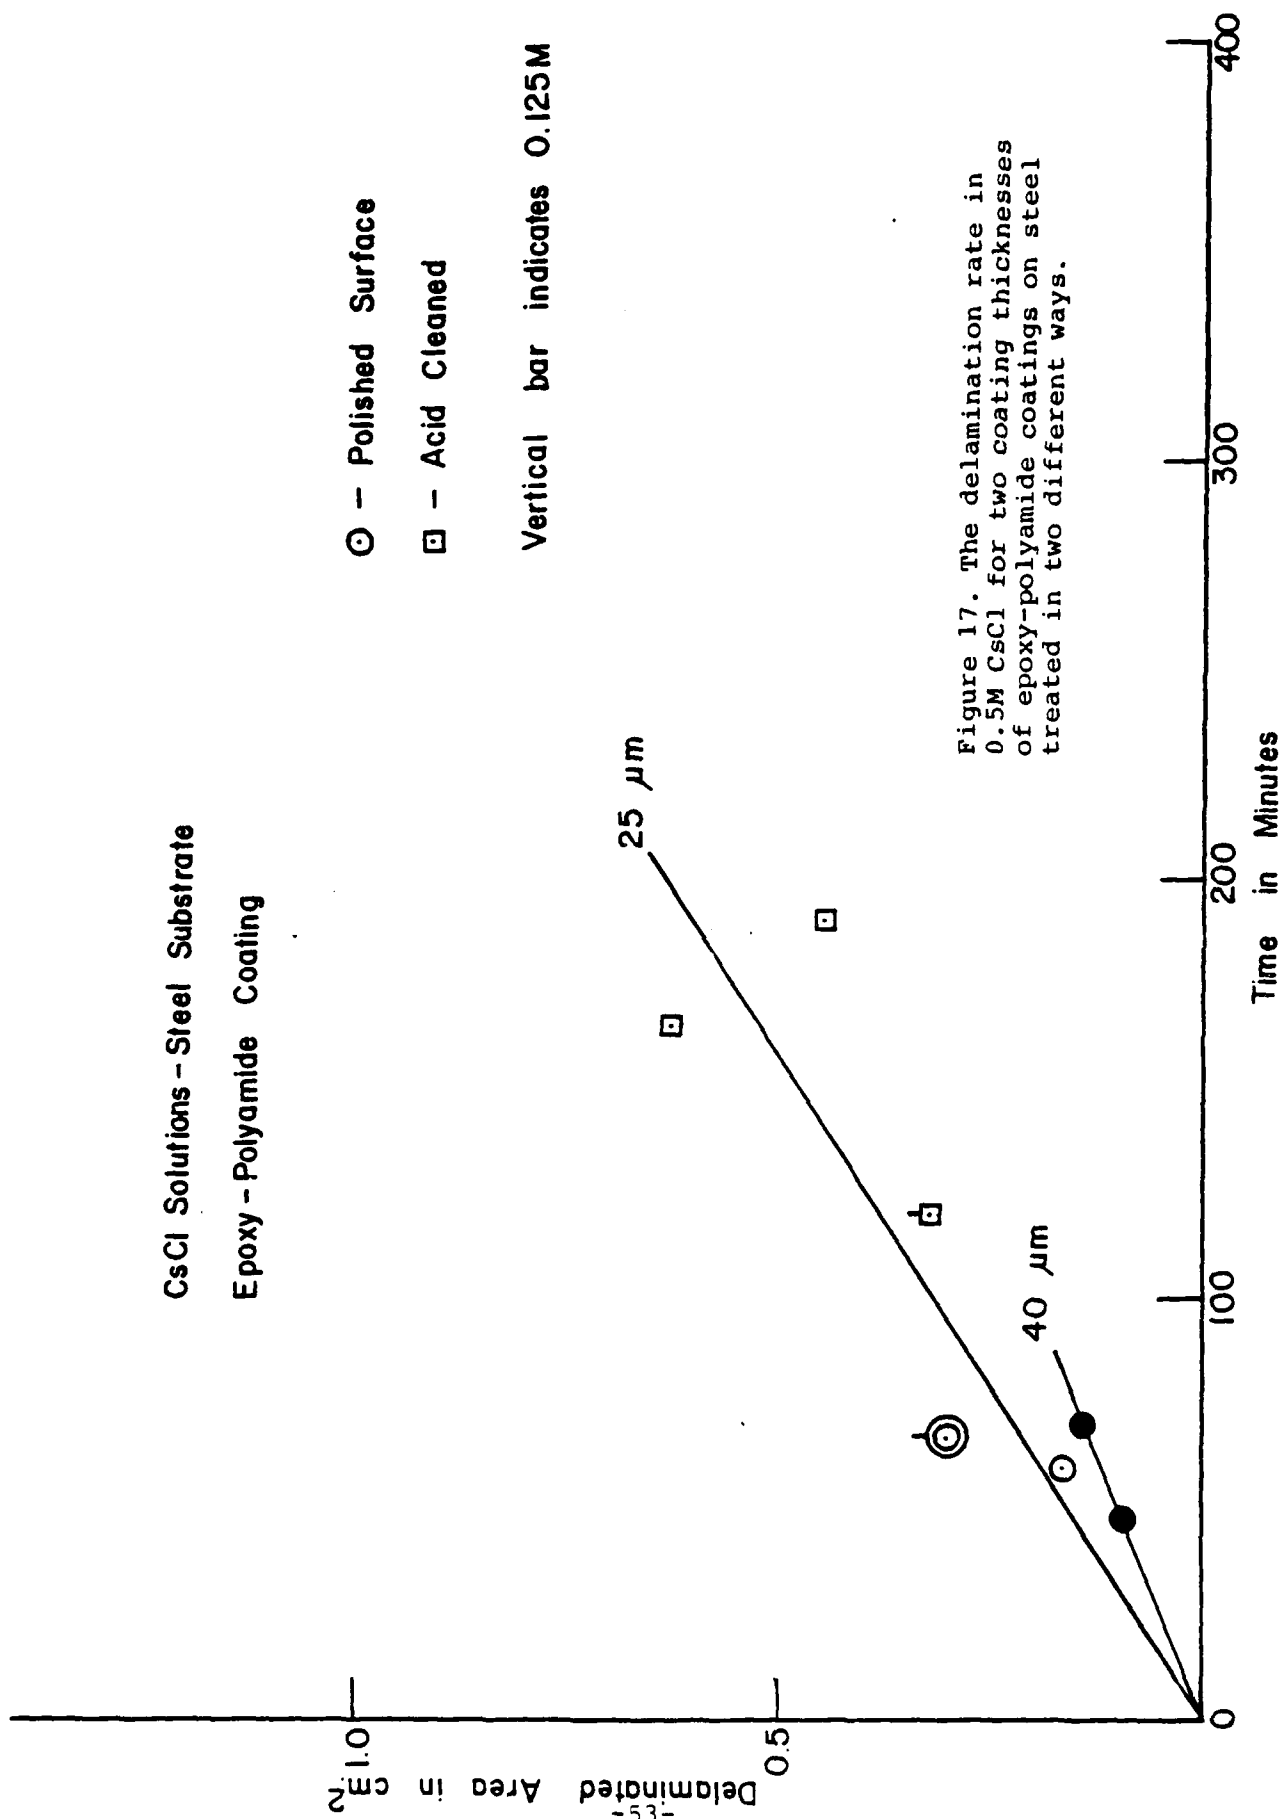 CsCl Solutions – Steel Substrate
Epoxy – Polyamide Coating
⊙ – Polished Surface
⊡ – Acid Cleaned
Vertical bar indicates 0.125M
25 μm
40 μm
Figure 17. The delamination rate in
0.5M CsCl for two coating thicknesses
of epoxy-polyamide coatings on steel
treated in two different ways.
1.0
0.5
0
100
200
300
400
Delaminated Area in cm²
Time in Minutes
-53-